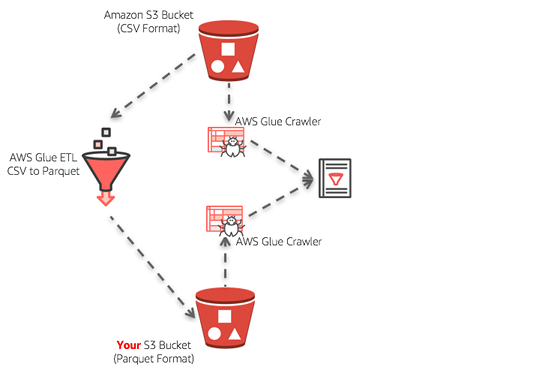 Amazon S3 Bucket
(CSV Format)
AWS Glue Crawler
AWS Glue ETL
CSV to Parquet
AWS Glue Crawler
Your S3 Bucket
(Parquet Format)